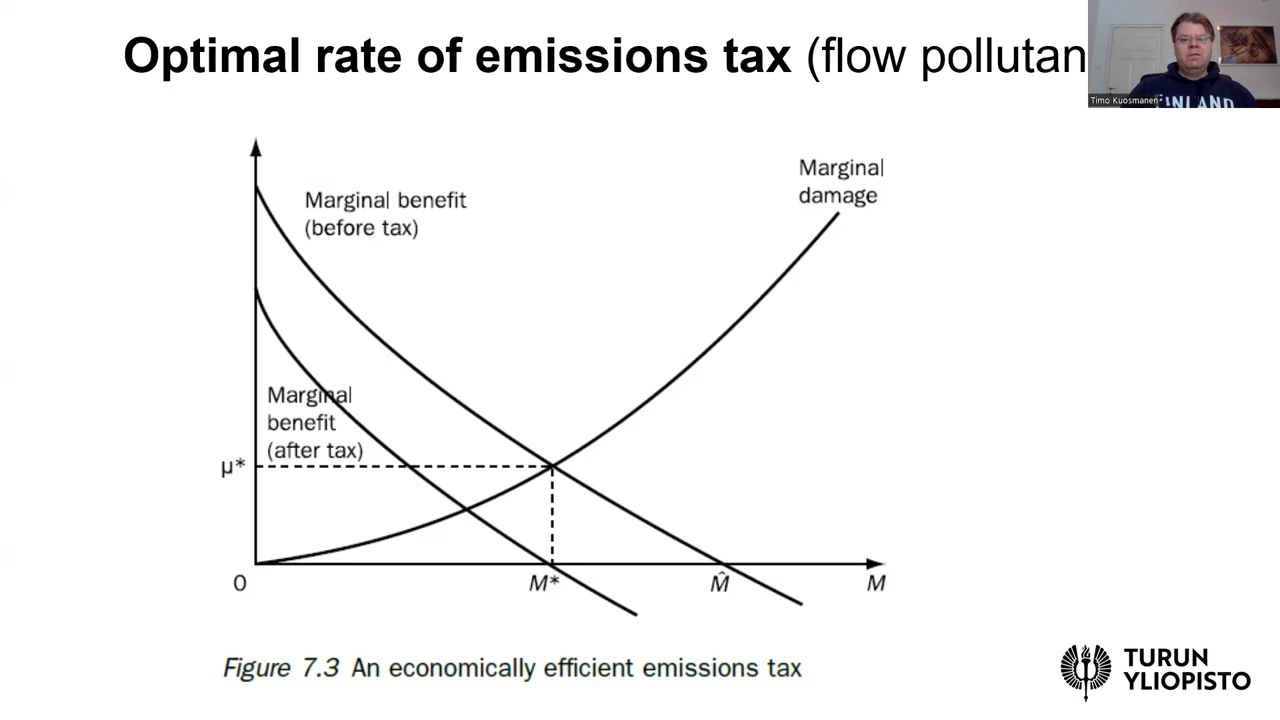 Optimal rate of emissions tax (flow pollutan
Timo Kuosmanen
FINLAND
Marginal benefit
(before tax)
Marginal
damage
Marginal
benefit
(after tax)
μ*
0
M*
M̂
M
Figure 7.3 An economically efficient emissions tax
TURUN
YLIOPISTO